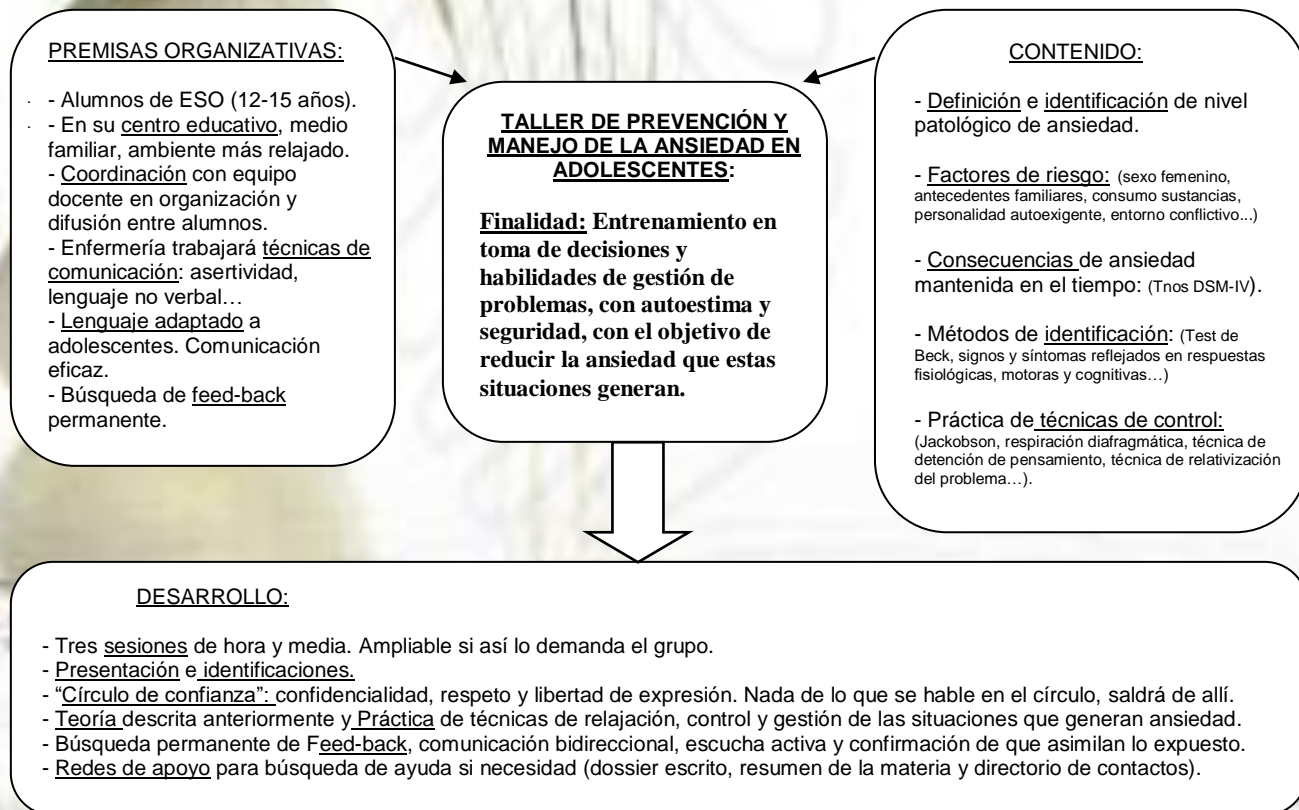 PREMISAS ORGANIZATIVAS:
- Alumnos de ESO (12-15 años).
- En su centro educativo, medio
familiar, ambiente más relajado.
- Coordinación con equipo
docente en organización y
difusión entre alumnos.
- Enfermería trabajará técnicas de
comunicación: asertividad,
lenguaje no verbal…
- Lenguaje adaptado a
adolescentes. Comunicación
eficaz.
- Búsqueda de feed-back
permanente.
TALLER DE PREVENCIÓN Y
MANEJO DE LA ANSIEDAD EN
ADOLESCENTES:
Finalidad: Entrenamiento en
toma de decisiones y
habilidades de gestión de
problemas, con autoestima y
seguridad, con el objetivo de
reducir la ansiedad que estas
situaciones generan.
CONTENIDO:
- Definición e identificación de nivel
patológico de ansiedad.
- Factores de riesgo: (sexo femenino,
antecedentes familiares, consumo sustancias,
personalidad autoexigente, entorno conflictivo...)
- Consecuencias de ansiedad
mantenida en el tiempo: (Tnos DSM-IV).
- Métodos de identificación: (Test de
Beck, signos y síntomas reflejados en respuestas
fisiológicas, motoras y cognitivas…)
- Práctica de técnicas de control:
(Jackobson, respiración diafragmática, técnica de
detención de pensamiento, técnica de relativización
del problema…).
DESARROLLO:
- Tres sesiones de hora y media. Ampliable si así lo demanda el grupo.
- Presentación e identificaciones.
- “Círculo de confianza”: confidencialidad, respeto y libertad de expresión. Nada de lo que se hable en el círculo, saldrá de allí.
- Teoría descrita anteriormente y Práctica de técnicas de relajación, control y gestión de las situaciones que generan ansiedad.
- Búsqueda permanente de Feed-back, comunicación bidireccional, escucha activa y confirmación de que asimilan lo expuesto.
- Redes de apoyo para búsqueda de ayuda si necesidad (dossier escrito, resumen de la materia y directorio de contactos).